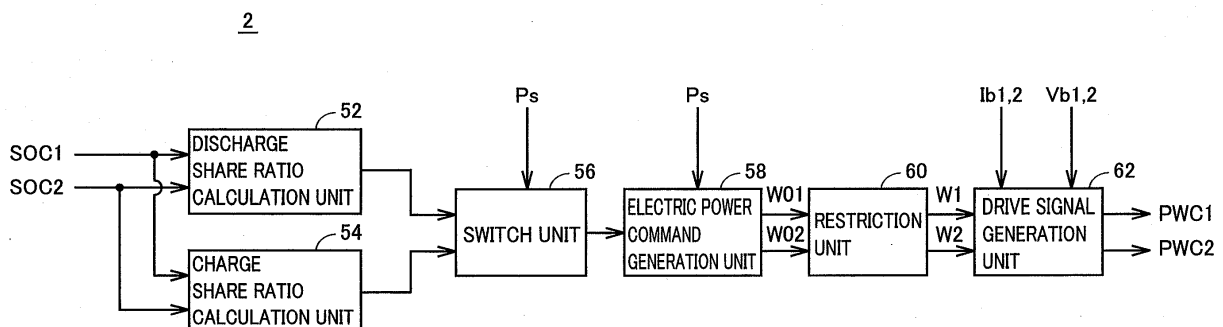 2
SOC1
SOC2
52
DISCHARGE
SHARE RATIO
CALCULATION UNIT
54
CHARGE
SHARE RATIO
CALCULATION UNIT
Ps
56
SWITCH UNIT
Ps
58
ELECTRIC POWER
COMMAND
GENERATION UNIT
W01
W02
60
RESTRICTION
UNIT
W1
W2
Ib1,2
Vb1,2
62
DRIVE SIGNAL
GENERATION
UNIT
PWC1
PWC2